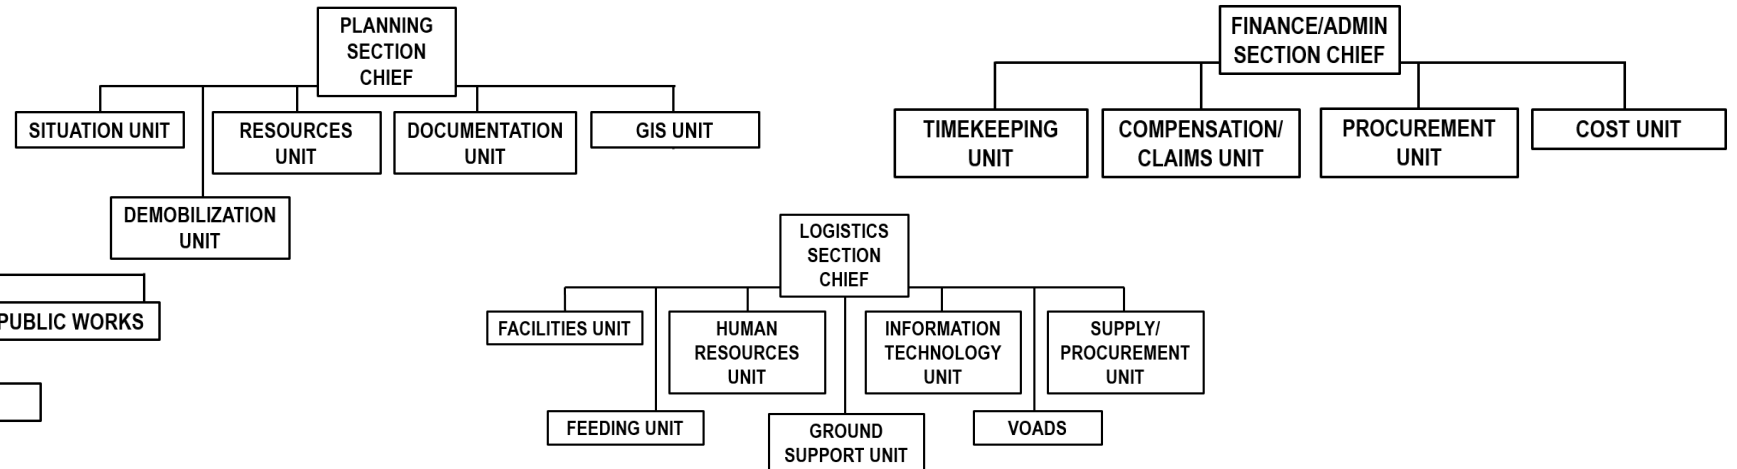 PLANNING
SECTION
CHIEF
SITUATION UNIT
RESOURCES
UNIT
DOCUMENTATION
UNIT
GIS UNIT
DEMOBILIZATION
UNIT
FINANCE/ADMIN
SECTION CHIEF
TIMEKEEPING
UNIT
COMPENSATION/
CLAIMS UNIT
PROCUREMENT
UNIT
COST UNIT
PUBLIC WORKS
LOGISTICS
SECTION
CHIEF
FACILITIES UNIT
HUMAN
RESOURCES
UNIT
INFORMATION
TECHNOLOGY
UNIT
SUPPLY/
PROCUREMENT
UNIT
FEEDING UNIT
GROUND
SUPPORT UNIT
VOADS